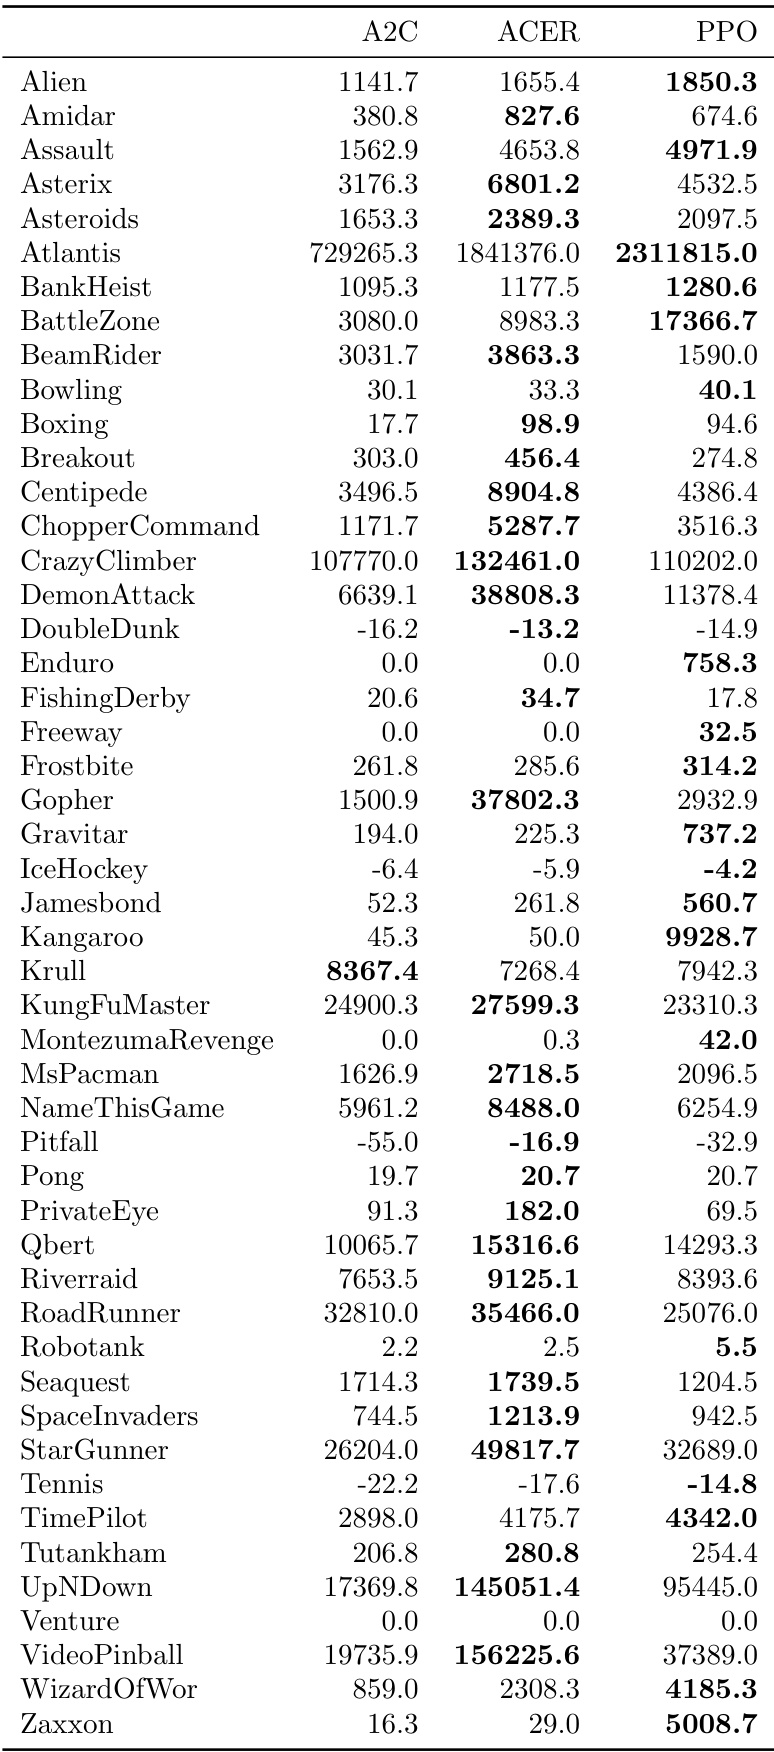 A2C ACER PPO
Alien 1141.7 1655.4 1850.3
Amidar 380.8 827.6 674.6
Assault 1562.9 4653.8 4971.9
Asterix 3176.3 6801.2 4532.5
Asteroids 1653.3 2389.3 2097.5
Atlantis 729265.3 1841376.0 2311815.0
BankHeist 1095.3 1177.5 1280.6
BattleZone 3080.0 8983.3 17366.7
BeamRider 3031.7 3863.3 1590.0
Bowling 30.1 33.3 40.1
Boxing 17.7 98.9 94.6
Breakout 303.0 456.4 274.8
Centipede 3496.5 8904.8 4386.4
ChopperCommand 1171.7 5287.7 3516.3
CrazyClimber 107770.0 132461.0 110202.0
DemonAttack 6639.1 38808.3 11378.4
DoubleDunk -16.2 -13.2 -14.9
Enduro 0.0 0.0 758.3
FishingDerby 20.6 34.7 17.8
Freeway 0.0 0.0 32.5
Frostbite 261.8 285.6 314.2
Gopher 1500.9 37802.3 2932.9
Gravitar 194.0 225.3 737.2
IceHockey -6.4 -5.9 -4.2
Jamesbond 52.3 261.8 560.7
Kangaroo 45.3 50.0 9928.7
Krull 8367.4 7268.4 7942.3
KungFuMaster 24900.3 27599.3 23310.3
MontezumaRevenge 0.0 0.3 42.0
MsPacman 1626.9 2718.5 2096.5
NameThisGame 5961.2 8488.0 6254.9
Pitfall -55.0 -16.9 -32.9
Pong 19.7 20.7 20.7
PrivateEye 91.3 182.0 69.5
Qbert 10065.7 15316.6 14293.3
Riverraid 7653.5 9125.1 8393.6
RoadRunner 32810.0 35466.0 25076.0
Robotank 2.2 2.5 5.5
Seaquest 1714.3 1739.5 1204.5
SpaceInvaders 744.5 1213.9 942.5
StarGunner 26204.0 49817.7 32689.0
Tennis -22.2 -17.6 -14.8
TimePilot 2898.0 4175.7 4342.0
Tutankham 206.8 280.8 254.4
UpNDown 17369.8 145051.4 95445.0
Venture 0.0 0.0 0.0
VideoPinball 19735.9 156225.6 37389.0
WizardOfWor 859.0 2308.3 4185.3
Zaxxon 16.3 29.0 5008.7